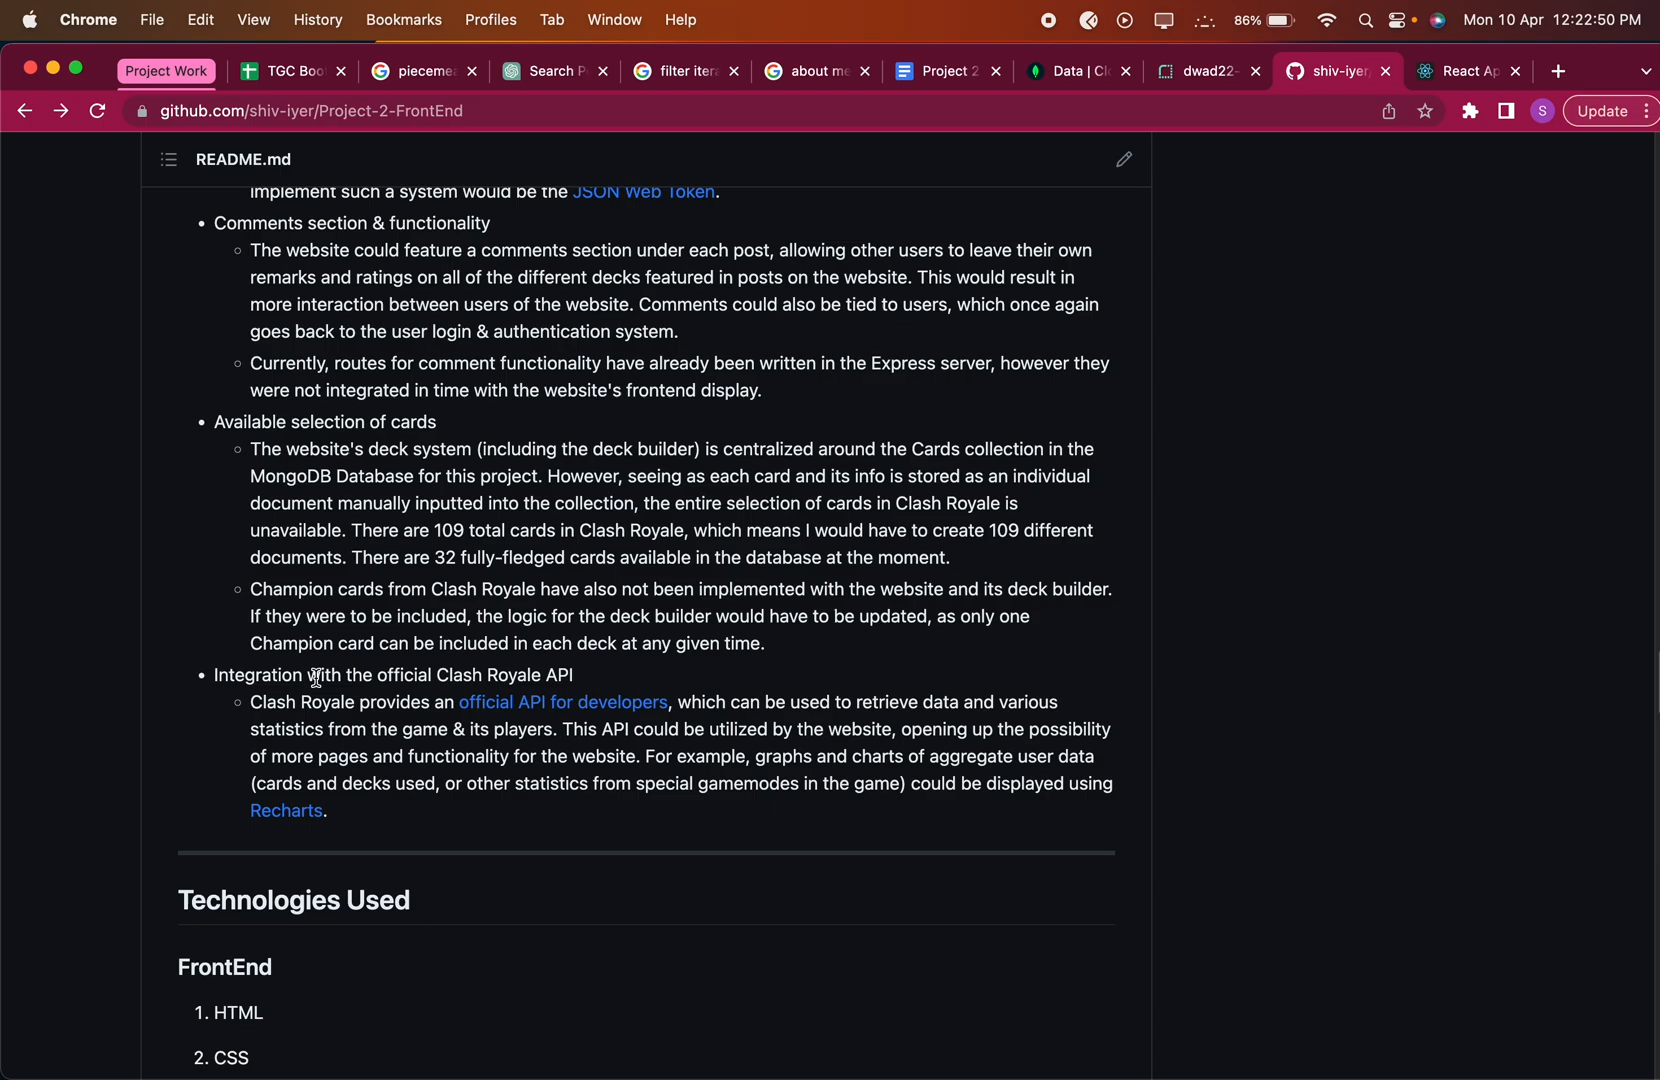 Chrome File Edit View History Bookmarks Profiles Tab Window Help 86% Mon 10 Apr 12:22:50 PM
Project Work TGC Boo piecemea Search P filter itera about me Project 2 Data | Cl dwad22- shiv-iyer, React Ap
github.com/shiv-iyer/Project-2-FrontEnd S Update
README.md
implement such a system would be the JSON Web Token.
• Comments section & functionality
The website could feature a comments section under each post, allowing other users to leave their own
remarks and ratings on all of the different decks featured in posts on the website. This would result in
more interaction between users of the website. Comments could also be tied to users, which once again
goes back to the user login & authentication system.
Currently, routes for comment functionality have already been written in the Express server, however they
were not integrated in time with the website's frontend display.
• Available selection of cards
The website's deck system (including the deck builder) is centralized around the Cards collection in the
MongoDB Database for this project. However, seeing as each card and its info is stored as an individual
document manually inputted into the collection, the entire selection of cards in Clash Royale is
unavailable. There are 109 total cards in Clash Royale, which means I would have to create 109 different
documents. There are 32 fully-fledged cards available in the database at the moment.
Champion cards from Clash Royale have also not been implemented with the website and its deck builder.
If they were to be included, the logic for the deck builder would have to be updated, as only one
Champion card can be included in each deck at any given time.
• Integration with the official Clash Royale API
Clash Royale provides an official API for developers, which can be used to retrieve data and various
statistics from the game & its players. This API could be utilized by the website, opening up the possibility
of more pages and functionality for the website. For example, graphs and charts of aggregate user data
(cards and decks used, or other statistics from special gamemodes in the game) could be displayed using
Recharts.
Technologies Used
FrontEnd
1. HTML
2. CSS